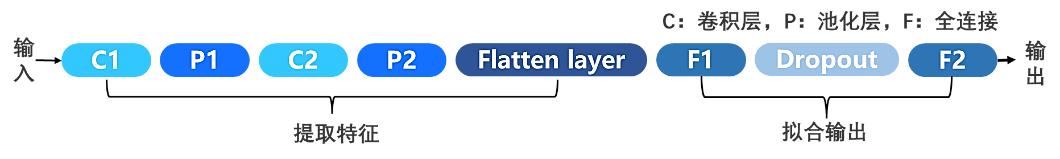 C：卷积层，P：池化层，F：全连接
输入
C1
P1
C2
P2
Flatten layer
F1
Dropout
F2
输出
提取特征
拟合输出